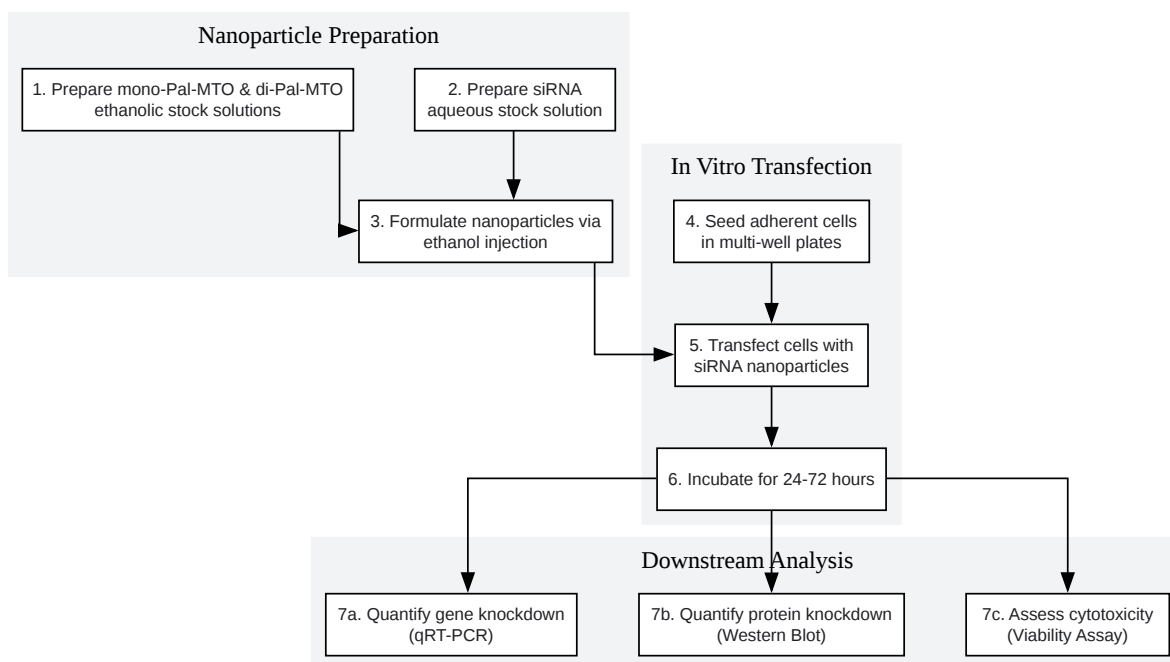 Nanoparticle Preparation
1. Prepare mono-Pal-MTO & di-Pal-MTO
ethanolic stock solutions
2. Prepare siRNA
aqueous stock solution
3. Formulate nanoparticles via
ethanol injection
In Vitro Transfection
4. Seed adherent cells
in multi-well plates
5. Transfect cells with
siRNA nanoparticles
6. Incubate for 24-72 hours
Downstream Analysis
7a. Quantify gene knockdown
(qRT-PCR)
7b. Quantify protein knockdown
(Western Blot)
7c. Assess cytotoxicity
(Viability Assay)